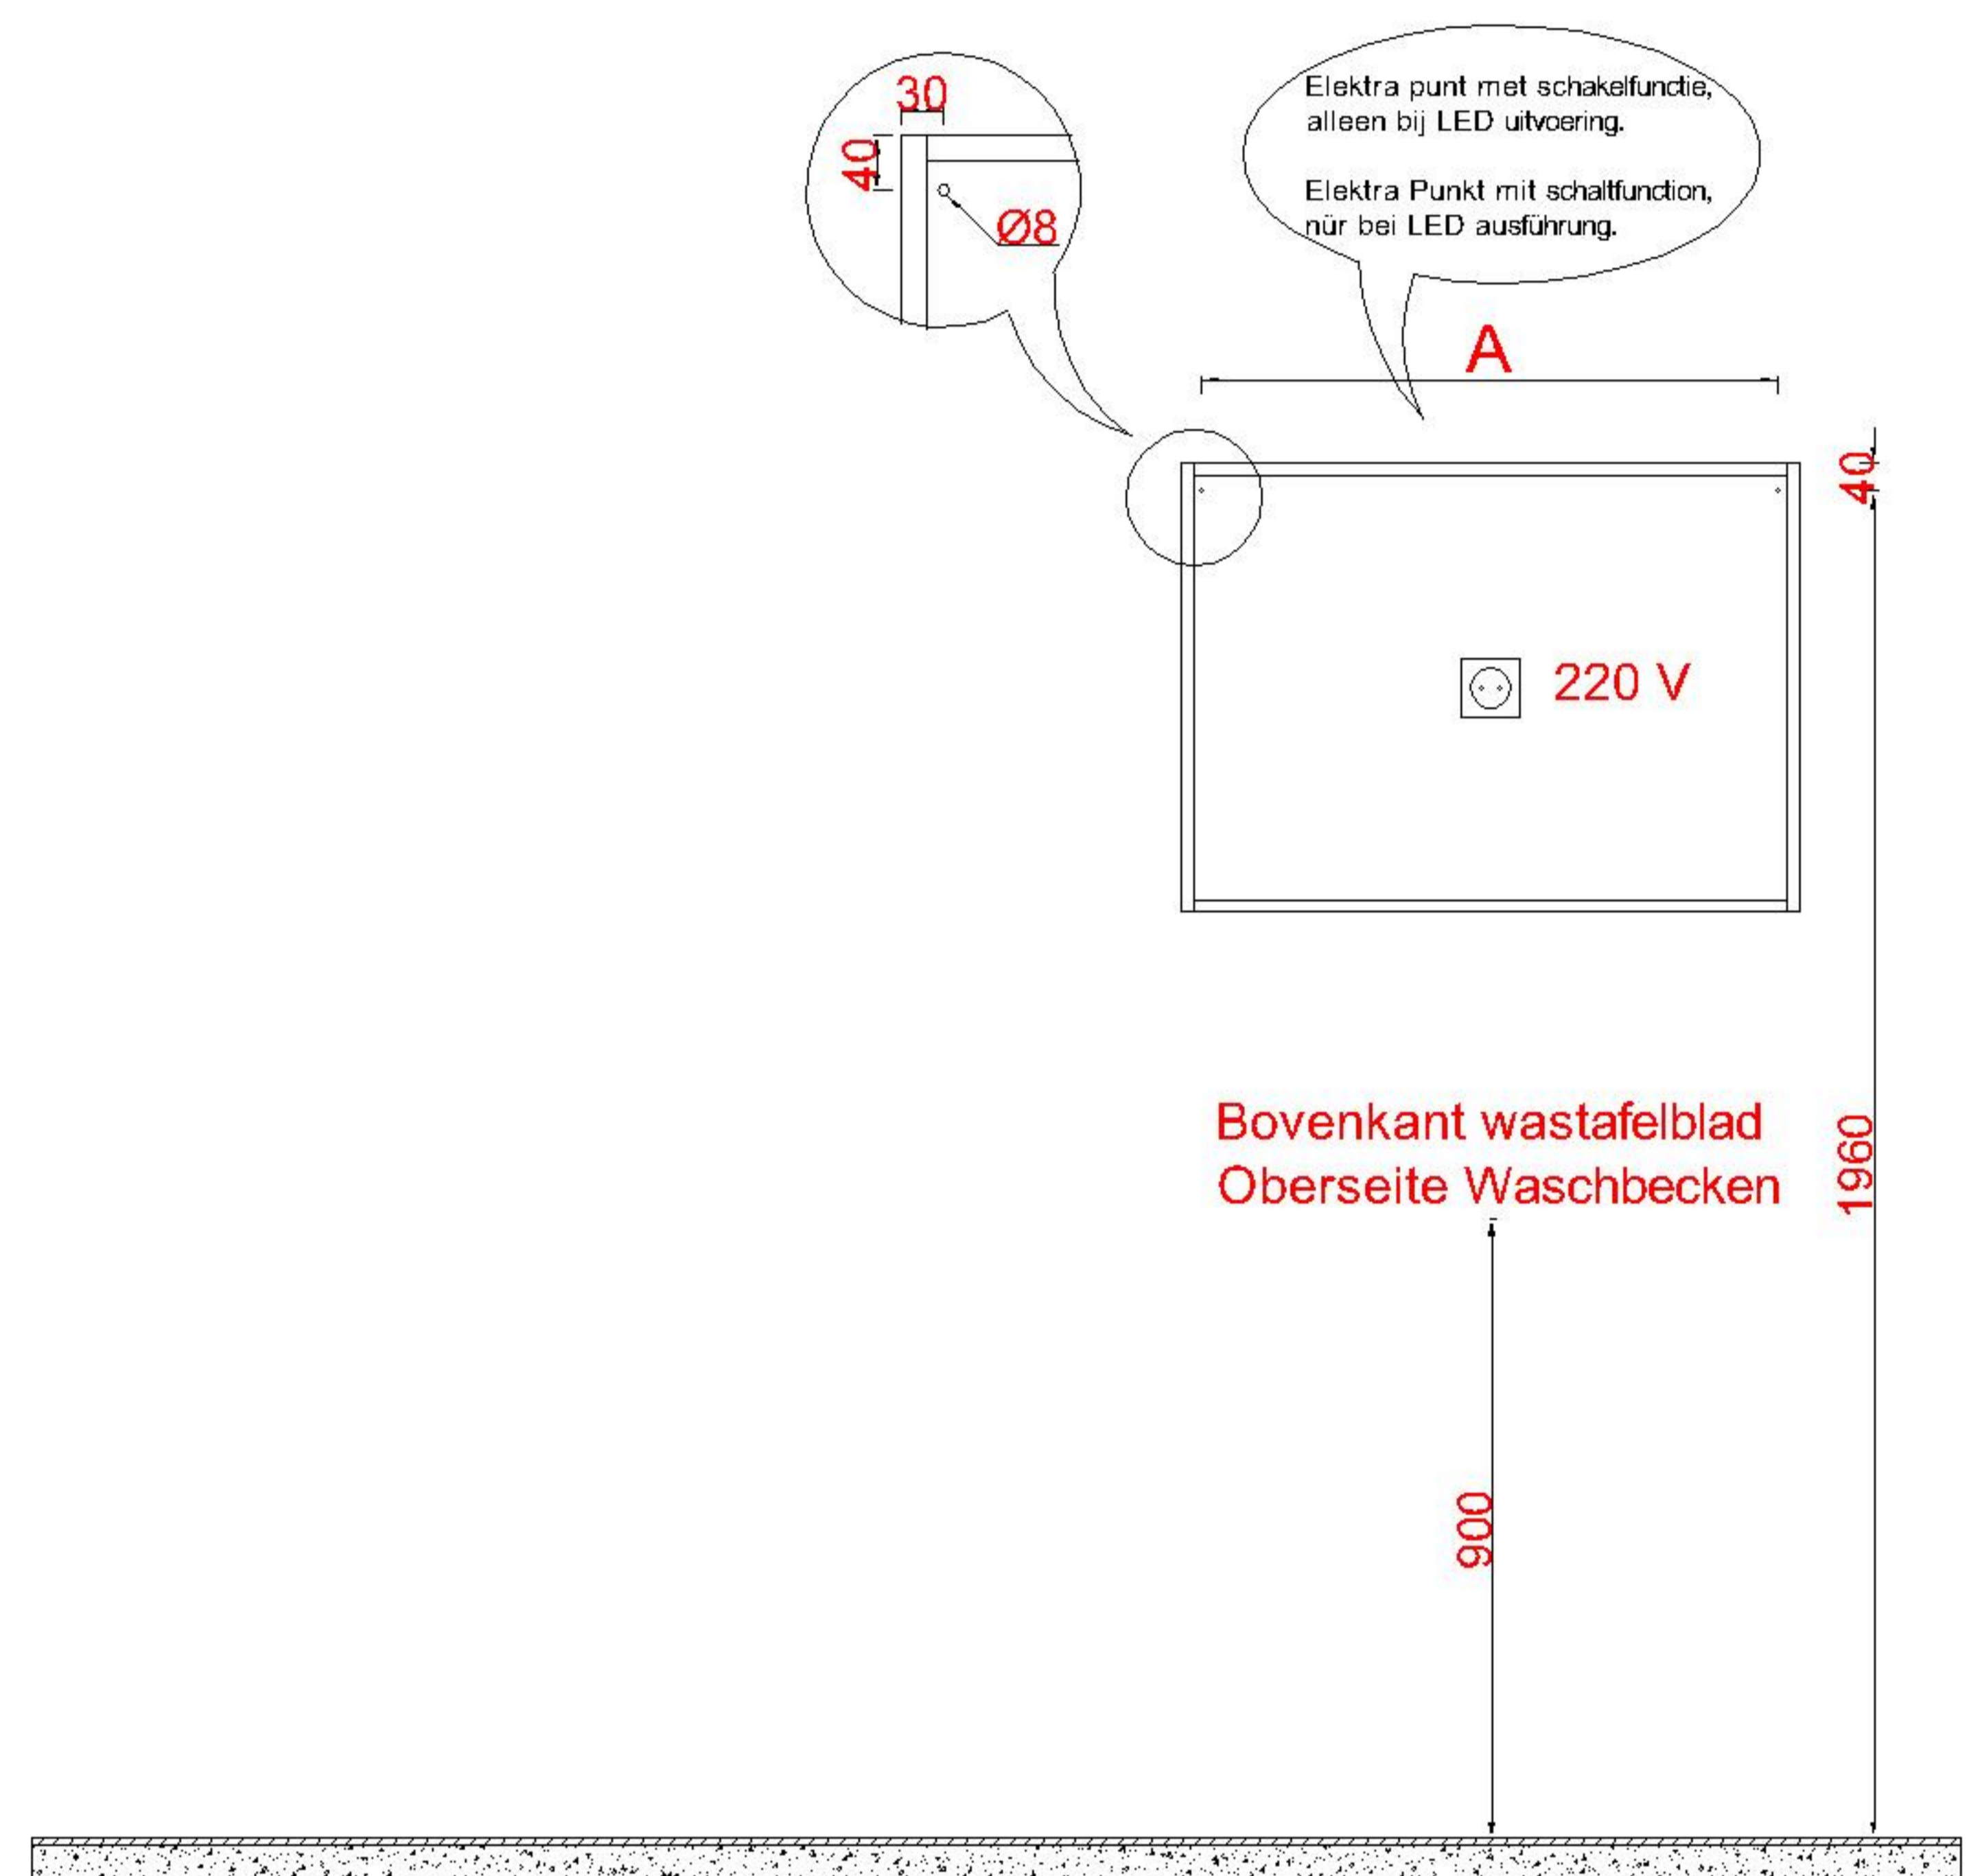 30
40
Ø8
Elektra punt met schakelfunctie,
alleen bij LED uitvoering.
Elektra Punkt mit schaltfunction,
nür bei LED ausführung.
A
40
220 V
Bovenkant wastafelblad
Oberseite Waschbecken
1960
900